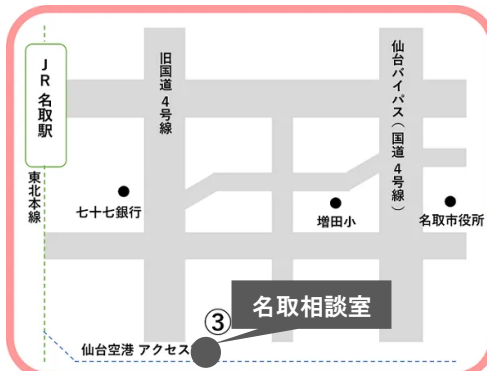 JR 名取駅
東北本線
旧国道4号線
仙台バイパス(国道4号線)
七十七銀行
増田小
名取市役所
名取相談室
③
仙台空港 アクセス